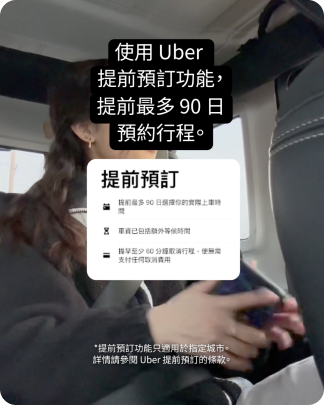 使用 Uber
提前預訂功能，
提前最多 90 日
預約行程。
提前預訂
提前最多 90 日選擇你的實際上車時
間
車資已包括額外等候時間
提早至少 60 分鐘取消行程，便無需
支付任何取消費用
*提前預訂功能只適用於指定城市。
詳情請參閱 Uber 提前預訂的條款。